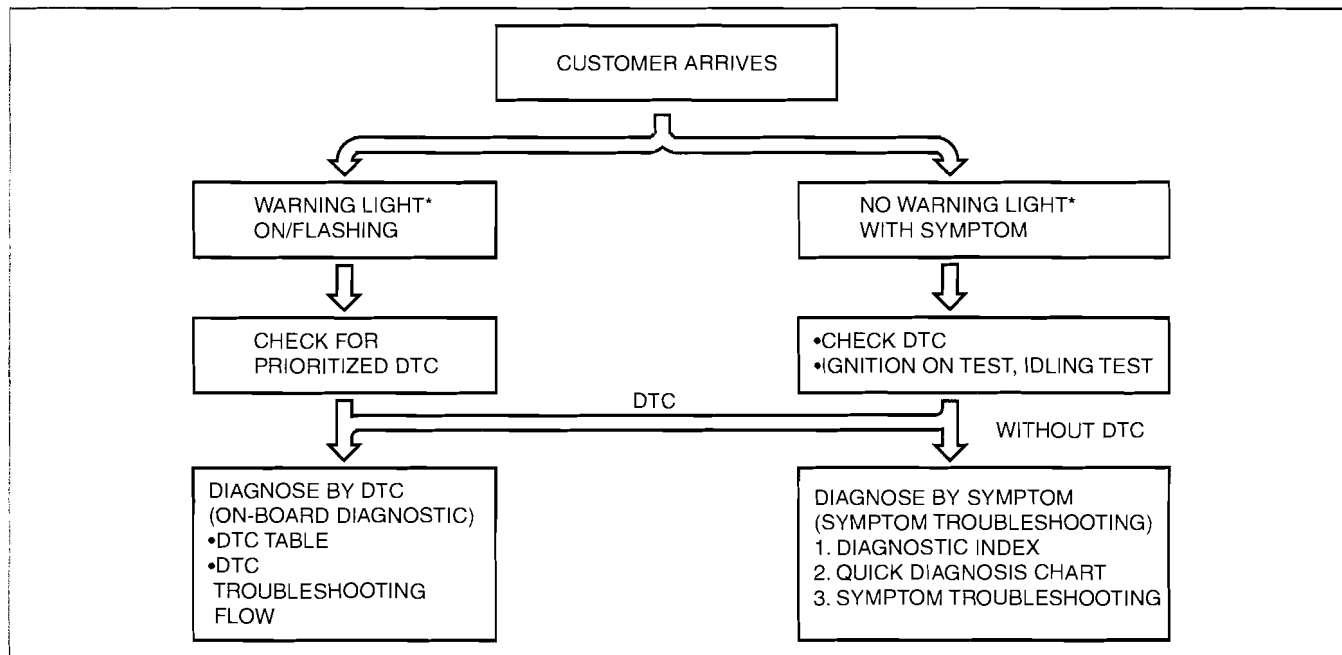 CUSTOMER ARRIVES
WARNING LIGHT*
ON/FLASHING
NO WARNING LIGHT*
WITH SYMPTOM
CHECK FOR
PRIORITIZED DTC
•CHECK DTC
•IGNITION ON TEST, IDLING TEST
DTC
WITHOUT DTC
DIAGNOSE BY DTC
(ON-BOARD DIAGNOSTIC)
•DTC TABLE
•DTC
TROUBLESHOOTING
FLOW
DIAGNOSE BY SYMPTOM
(SYMPTOM TROUBLESHOOTING)
1. DIAGNOSTIC INDEX
2. QUICK DIAGNOSIS CHART
3. SYMPTOM TROUBLESHOOTING